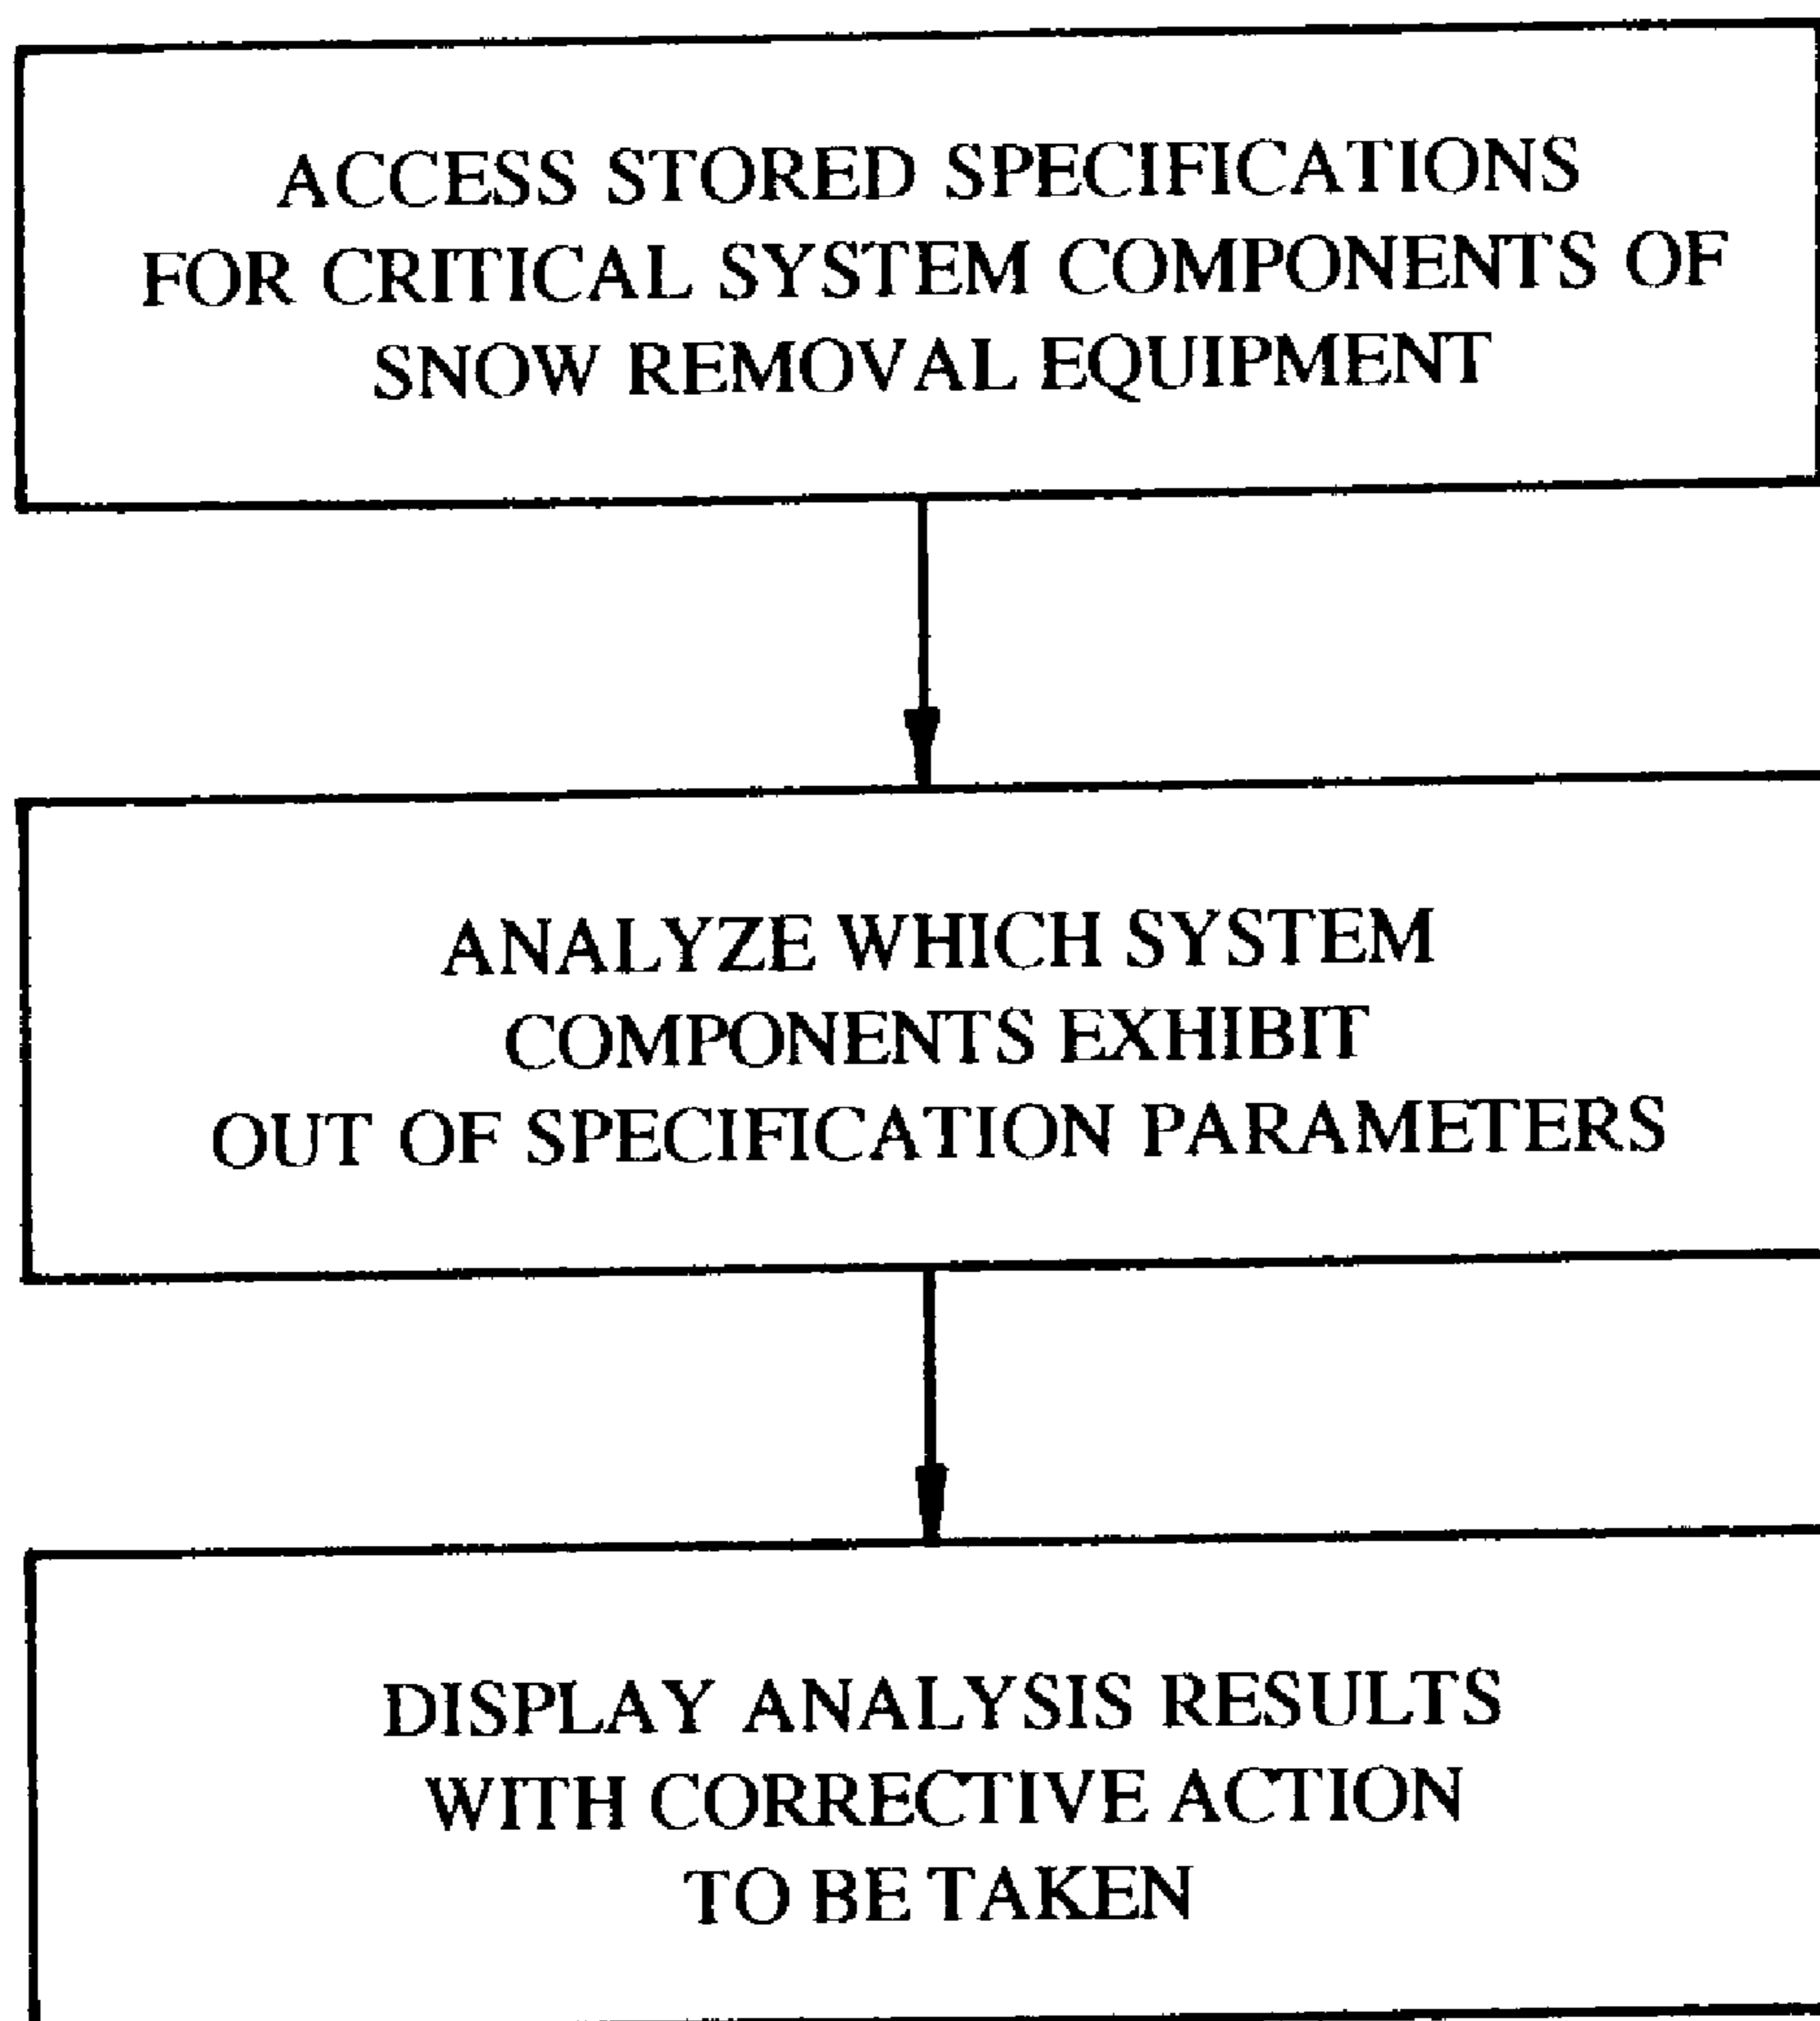 ACCESS STORED SPECIFICATIONS
FOR CRITICAL SYSTEM COMPONENTS OF
SNOW REMOVAL EQUIPMENT
ANALYZE WHICH SYSTEM
COMPONENTS EXHIBIT
OUT OF SPECIFICATION PARAMETERS
DISPLAY ANALYSIS RESULTS
WITH CORRECTIVE ACTION
TO BE TAKEN